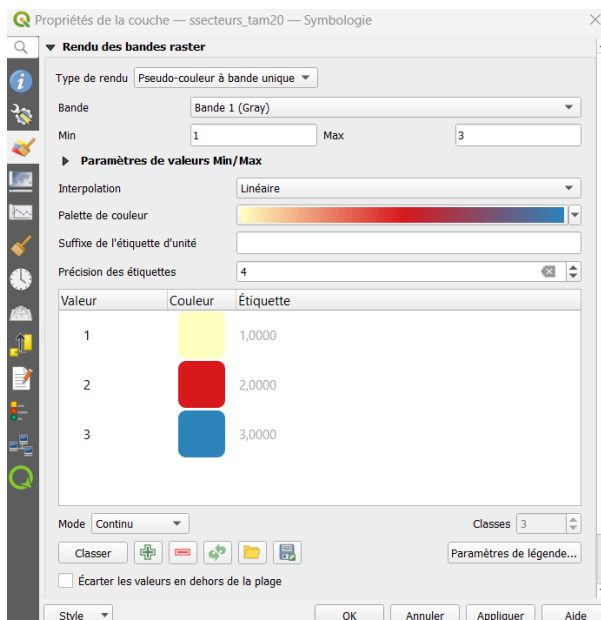 Propriétés de la couche — ssecteurs_tam20 — Symbologie
Rendu des bandes raster
Type de rendu Pseudo-couleur à bande unique
Bande Bande 1 (Gray)
Min 1 Max 3
Paramètres de valeurs Min/Max
Interpolation Linéaire
Palette de couleur
Suffixe de l'étiquette d'unité
Précision des étiquettes 4
Valeur Couleur Étiquette
1 1,0000
2 2,0000
3 3,0000
Mode Continu Classes 3
Classer Paramètres de légende...
Écarter les valeurs en dehors de la plage
Style OK Annuler Appliquer Aide